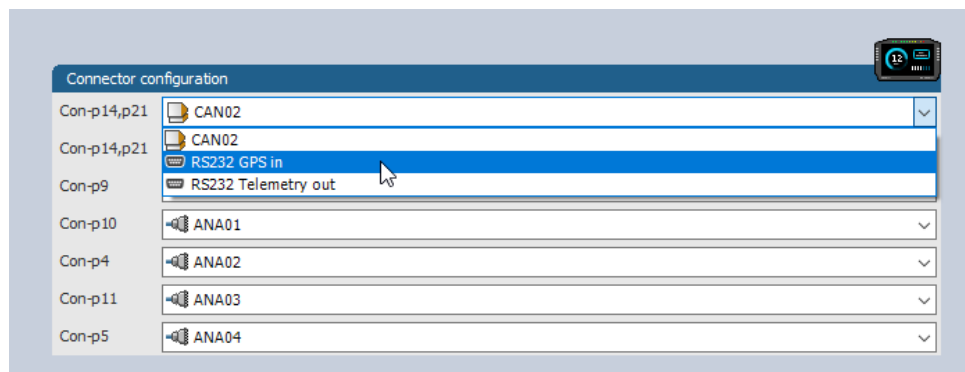 12
Connector configuration
Con-p14,p21 CAN02
CAN02
Con-p14,p21
RS232 GPS in
Con-p9 RS232 Telemetry out
Con-p10 ANA01
Con-p4 ANA02
Con-p11 ANA03
Con-p5 ANA04